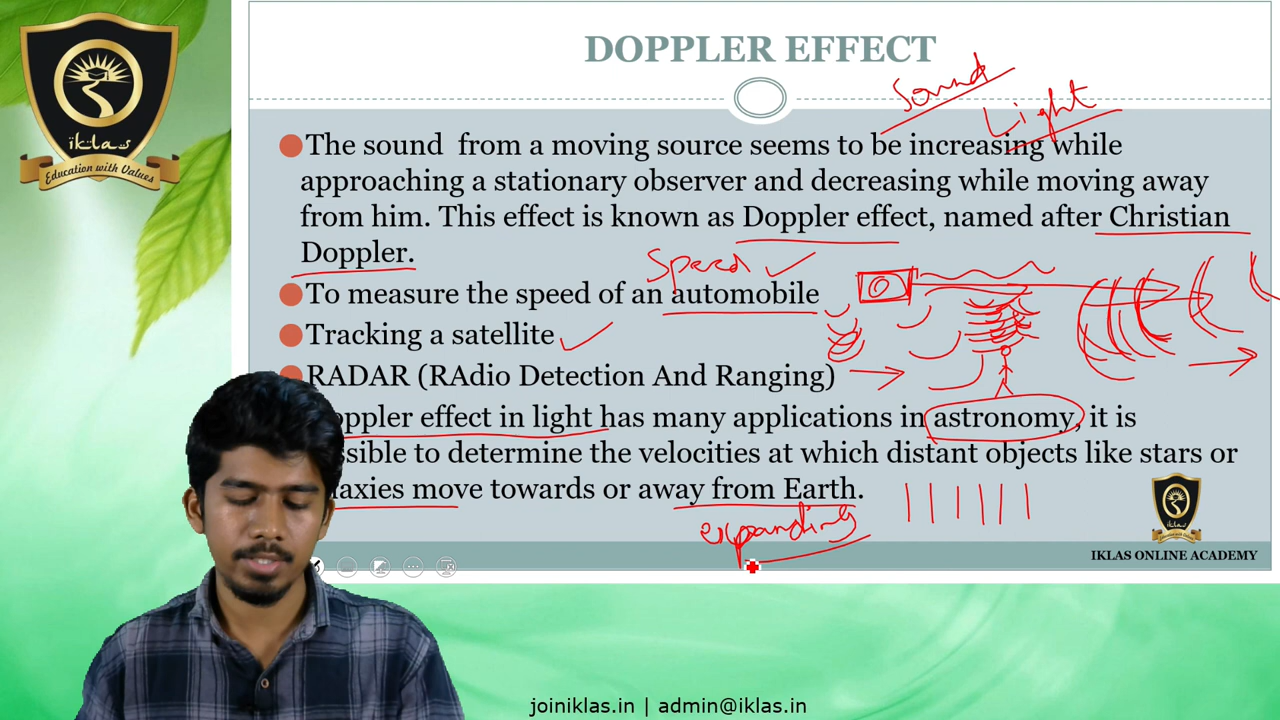 DOPPLER EFFECT
Sound
Light
The sound from a moving source seems to be increasing while
approaching a stationary observer and decreasing while moving away
from him. This effect is known as Doppler effect, named after Christian
Doppler.
Speed
To measure the speed of an automobile
Tracking a satellite
RADAR (RAdio Detection And Ranging)
oppler effect in light has many applications in astronomy, it is
ssible to determine the velocities at which distant objects like stars or
laxies move towards or away from Earth.
expanding
iklas
Education with Values
iklas
IKLAS ONLINE ACADEMY
joiniklas.in | admin@iklas.in